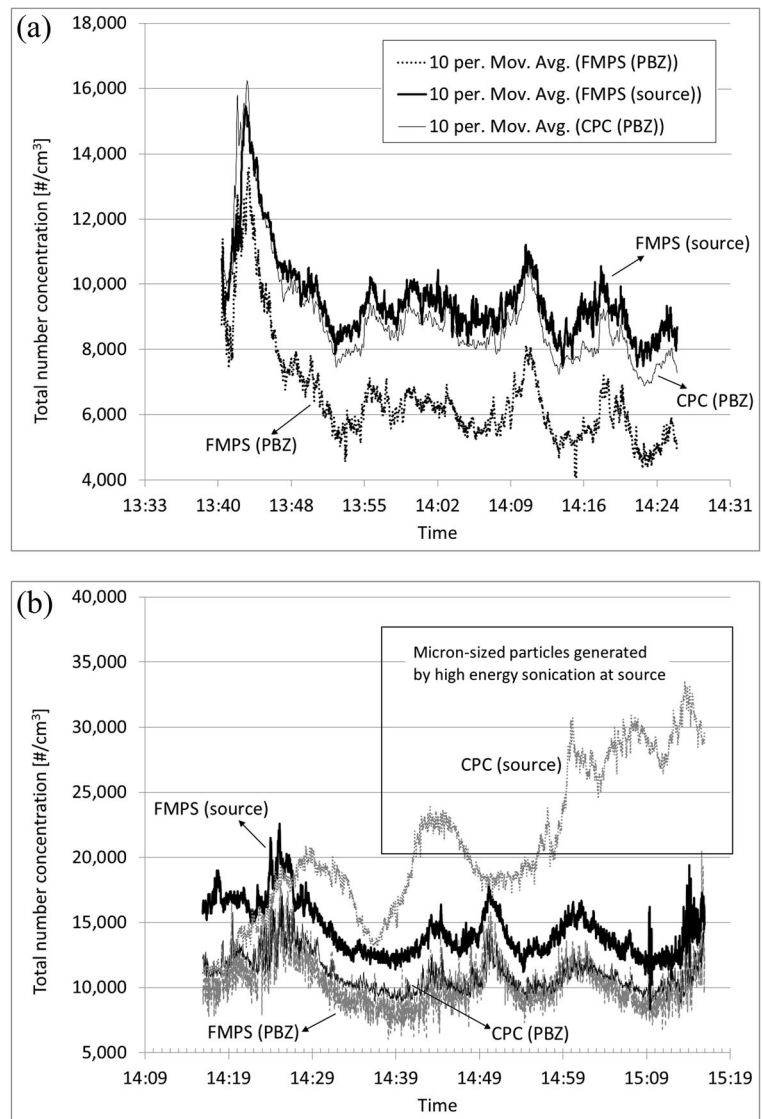 (a)
18,000
16,000
14,000
12,000
10,000
8,000
6,000
4,000
Total number concentration [#/cm³]
10 per. Mov. Avg. (FMPS (PBZ))
10 per. Mov. Avg. (FMPS (source))
10 per. Mov. Avg. (CPC (PBZ))
FMPS (source)
CPC (PBZ)
FMPS (PBZ)
13:33 13:40 13:48 13:55 14:02 14:09 14:16 14:24 14:31
Time
(b)
40,000
35,000
30,000
25,000
20,000
15,000
10,000
5,000
Total number concentration [#/cm³]
Micron-sized particles generated
by high energy sonication at source
CPC (source)
FMPS (source)
FMPS (PBZ)
CPC (PBZ)
14:09 14:19 14:29 14:39 14:49 14:59 15:09 15:19
Time